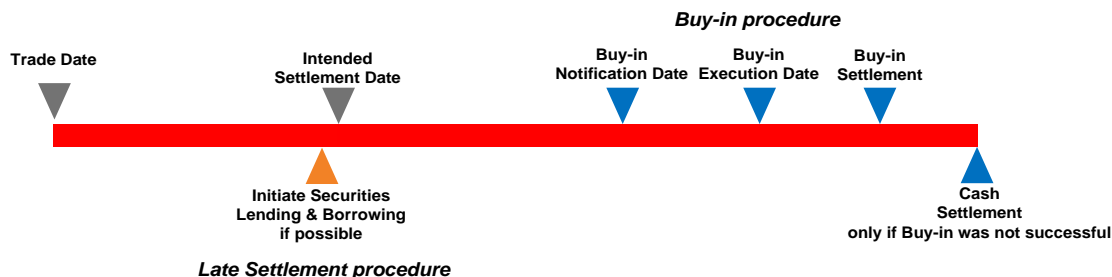 Buy-in procedure
Trade Date
Intended
Settlement Date
Buy-in
Notification Date
Buy-in
Execution Date
Buy-in
Settlement
Initiate Securities
Lending & Borrowing
if possible
Cash
Settlement
only if Buy-in was not successful
Late Settlement procedure